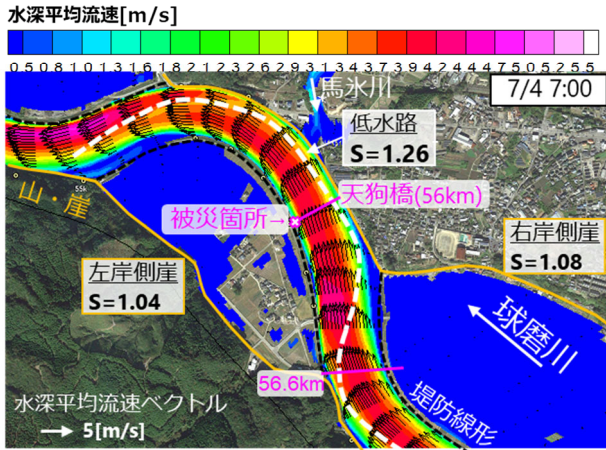 水深平均流速[m/s]
0 5 0 8 1 0 1 3 1 6 1 8 2 1 2 3 2 6 2 9 3 1 3 4 3 7 3 9 4 2 4 4 4 7 5 0 5 2 5 5
7/4 7:00
馬氷川
低水路
S=1.26
天狗橋(56km)
山・崖
55k
被災箇所→
右岸側崖
S=1.08
左岸側崖
S=1.04
球磨川
56.6km
水深平均流速ベクトル
5[m/s]
堤防線形